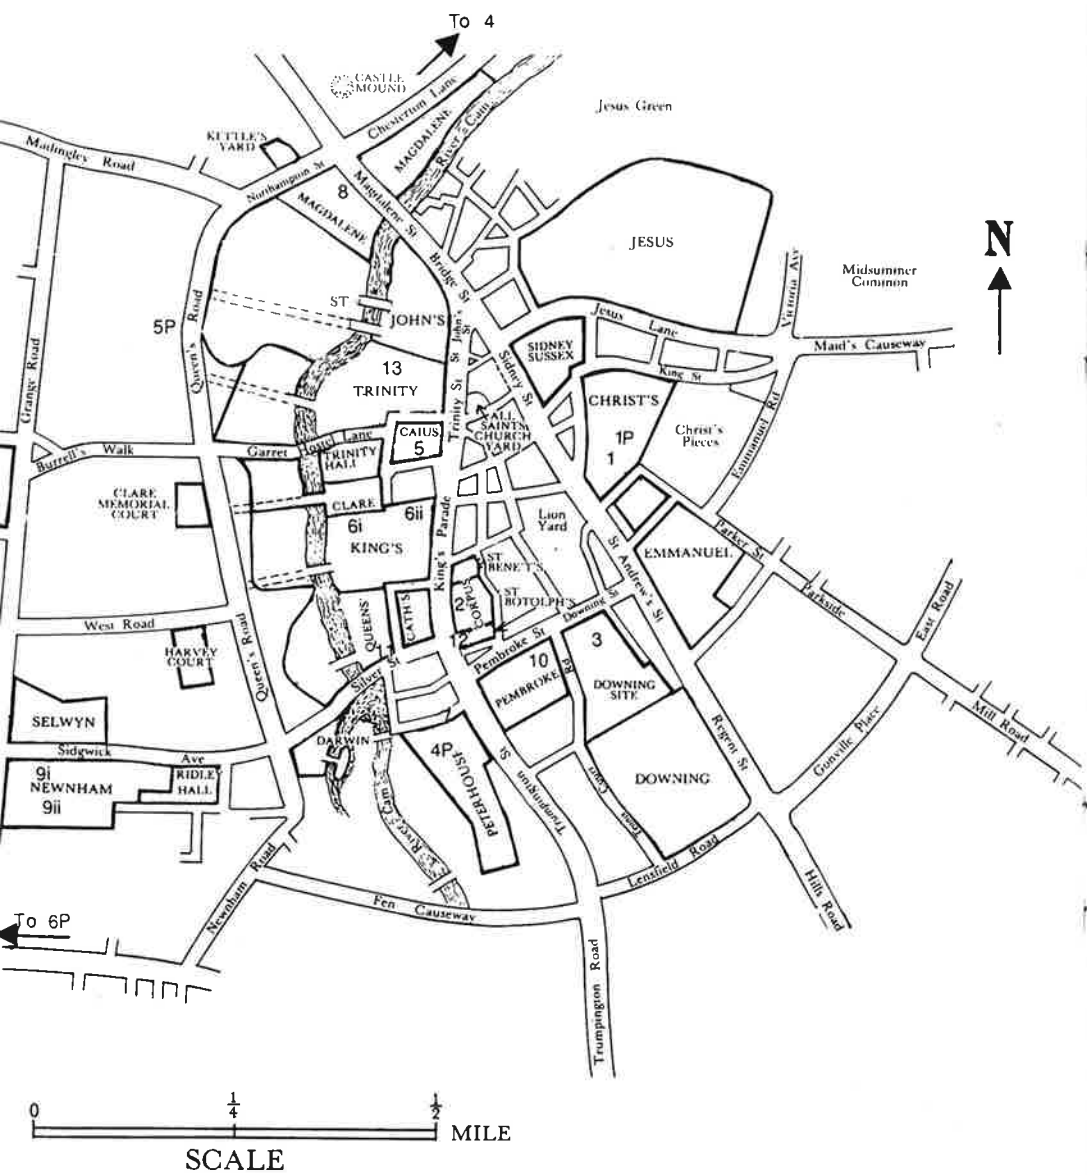 To 4
CASTLE
MOUND
Chesterton Lane
Jesus Green
KETTLE'S
YARD
MAGDALENE
River Cam
Madingley Road
Northampton St
8
MAGDALENE
Magdalene St
JESUS
N
Bridge St
Victoria Ave
Midsummer
Common
ST
JOHN'S
5P
Queen's Road
Grange Road
St John's St
Jesus Lane
Maid's Causeway
SIDNEY
SUSSEX
Sidney St
King St
13
TRINITY
Trinity St
CHRIST'S
1P
1
Christ's
Pieces
Emmanuel Rd
ALL
SAINTS
CHURCH
YARD
CAIUS
5
Burrell's Walk
Garret Hostel Lane
TRINITY
HALL
CLARE
MEMORIAL
COURT
CLARE
6i
6ii
KING'S
King's Parade
Lion
Yard
EMMANUEL
Parker St
Parkside
St Andrew's St
ST
BENET'S
ST
BOTOLPH'S
Downing St
East Road
West Road
HARVEY
COURT
QUEENS'
CATH'S
2
CORPUS
12
11
Silver St
Pembroke St
10
PEMBROKE
Rd
3
DOWNING
SITE
Queen's Road
SELWYN
Sidgwick Ave
9i
NEWNHAM
9ii
RIDLEY
HALL
DARWIN
4P
PETERHOUSE
Trumpington St
Tennis Court
DOWNING
Regent St
Gonville Place
Mill Road
River Cam
Newnham Road
Fen Causeway
Lensfield Road
Hills Road
To 6P
Trumpington Road
0
1/4
1/2
MILE
SCALE